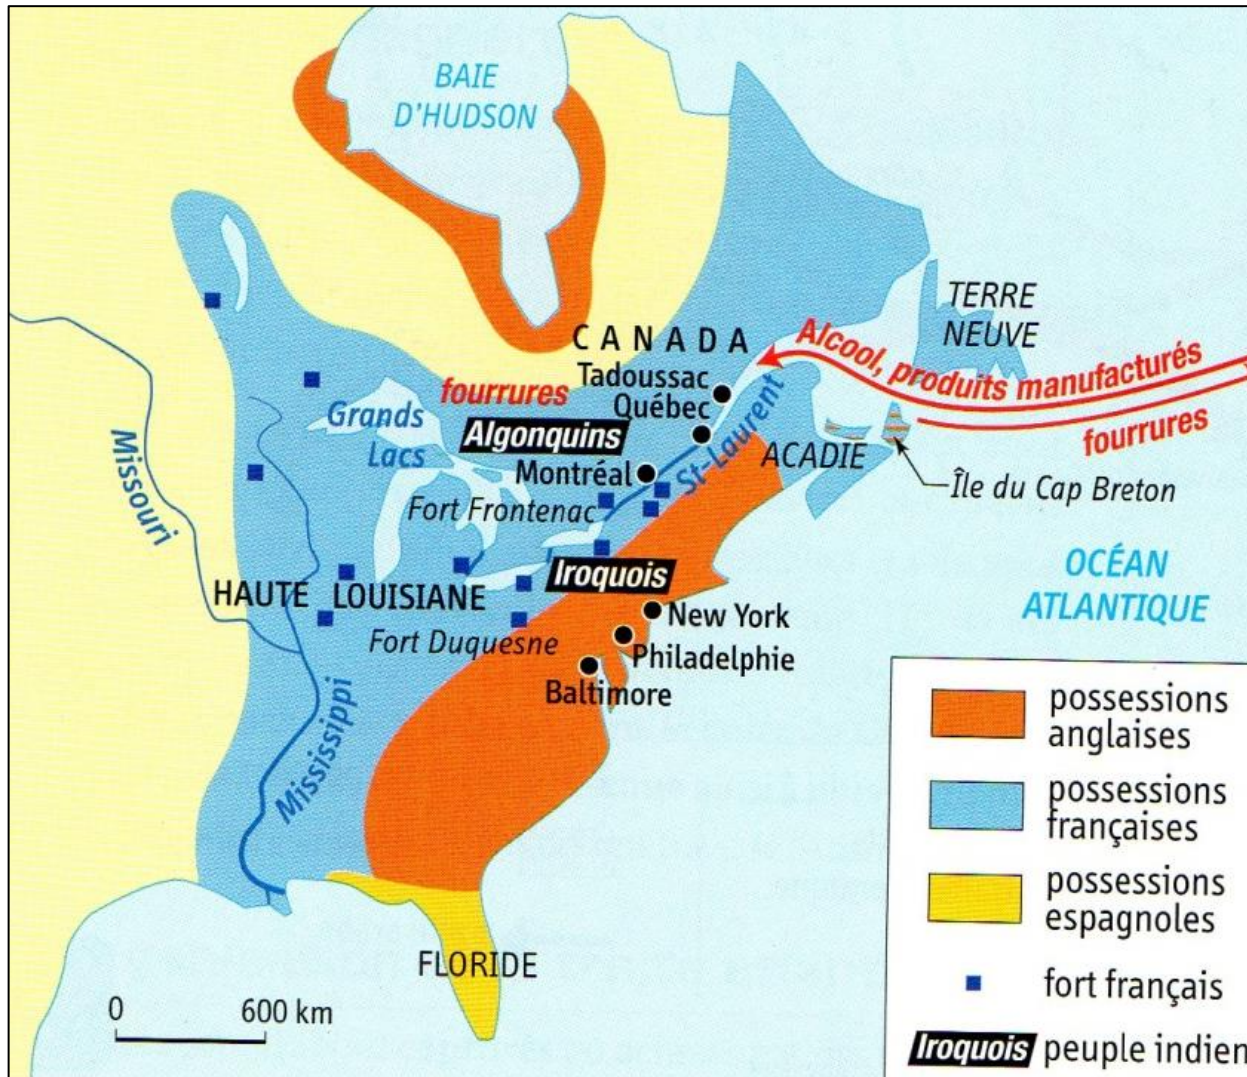 BAIE
D'HUDSON
TERRE
NEUVE
CANADA
Alcool, produits manufacturés
fourrures
Tadoussac
Québec
fourrures
Grands
Lacs
Algonquins
St-Laurent
ACADIE
Montréal
Île du Cap Breton
Fort Frontenac
Missouri
OCÉAN
ATLANTIQUE
Iroquois
HAUTE LOUISIANE
New York
Fort Duquesne
Philadelphie
Baltimore
Mississippi
FLORIDE
0 600 km
possessions
anglaises
possessions
françaises
possessions
espagnoles
fort français
Iroquois peuple indien